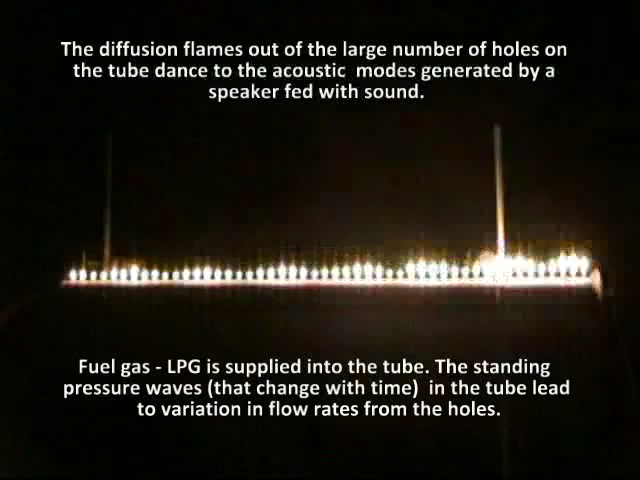 The diffusion flames out of the large number of holes on
the tube dance to the acoustic modes generated by a
speaker fed with sound.
Fuel gas - LPG is supplied into the tube. The standing
pressure waves (that change with time) in the tube lead
to variation in flow rates from the holes.